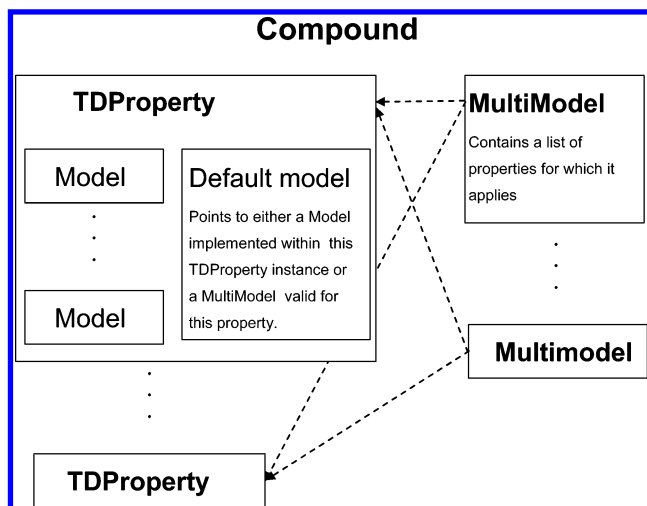 Compound
TDProperty
Model
Model
Default model
Points to either a Model
implemented within this
TDProperty instance or
a MultiModel valid for
this property.
MultiModel
Contains a list of
properties for which it
applies
Multimodel
TDProperty